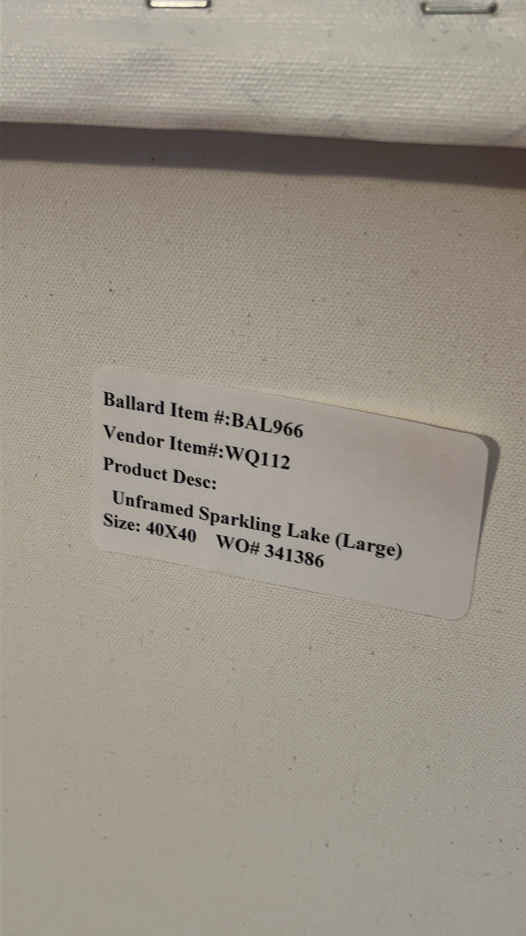 Ballard Item #:BAL966
Vendor Item#:WQ112
Product Desc:
Unframed Sparkling Lake (Large)
Size: 40X40 WO# 341386